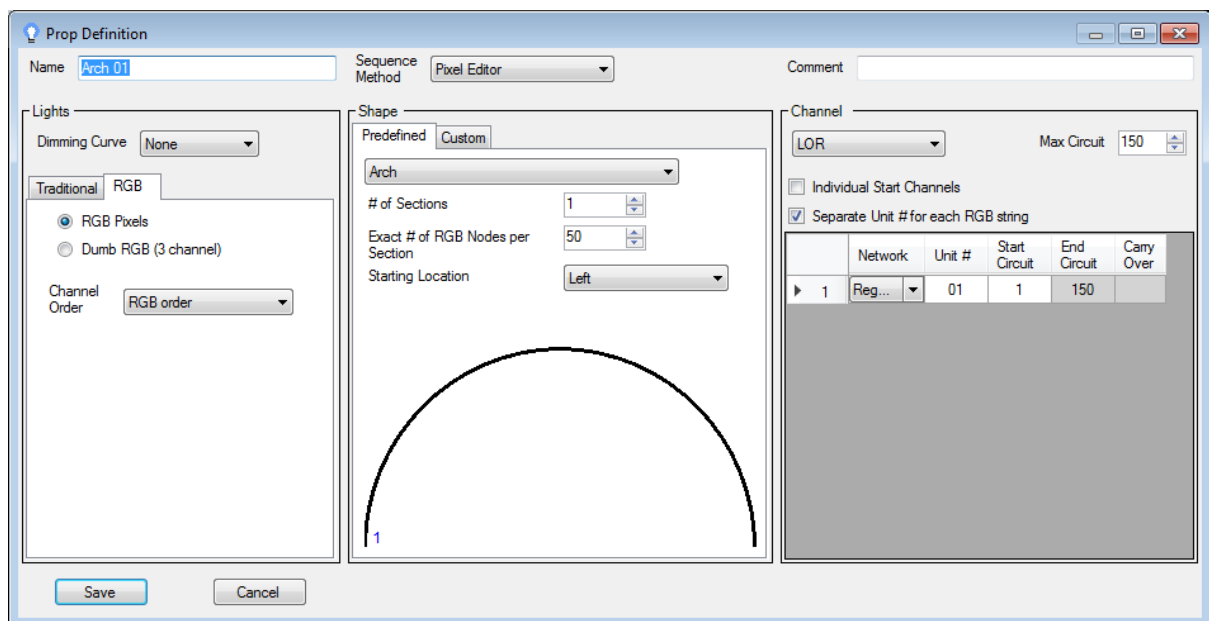 Prop Definition
Name Arch 01 Sequence Method Pixel Editor Comment
Lights
Dimming Curve None
Traditional RGB
RGB Pixels
Dumb RGB (3 channel)
Channel Order RGB order
Shape
Predefined Custom
Arch
# of Sections 1
Exact # of RGB Nodes per Section 50
Starting Location Left
1
Channel
LOR Max Circuit 150
Individual Start Channels
Separate Unit # for each RGB string
Network Unit # Start Circuit End Circuit Carry Over
1 Reg... 01 1 150
Save Cancel